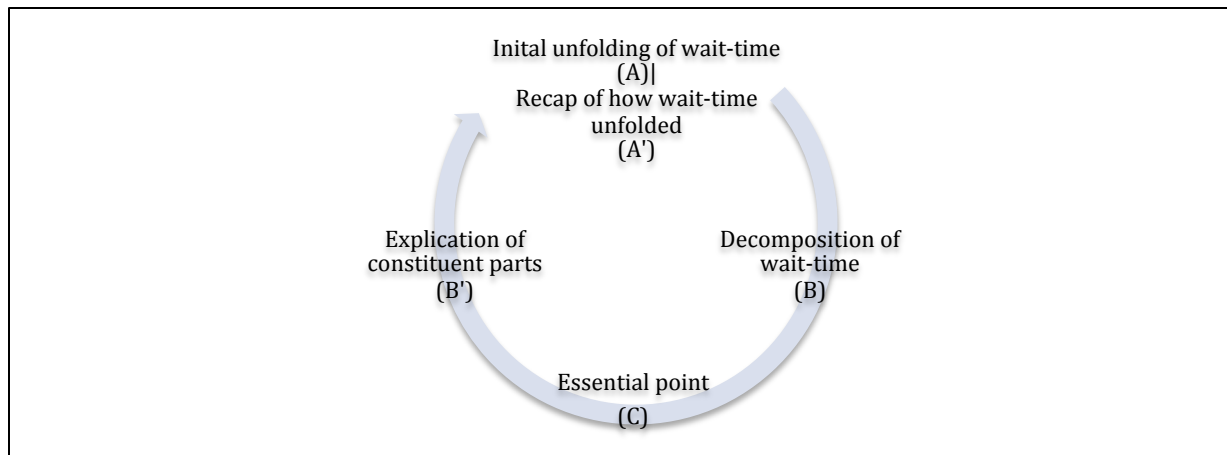 Inital unfolding of wait-time
(A)|
Recap of how wait-time
unfolded
(A')
Explication of
constituent parts
(B')
Decomposition of
wait-time
(B)
Essential point
(C)